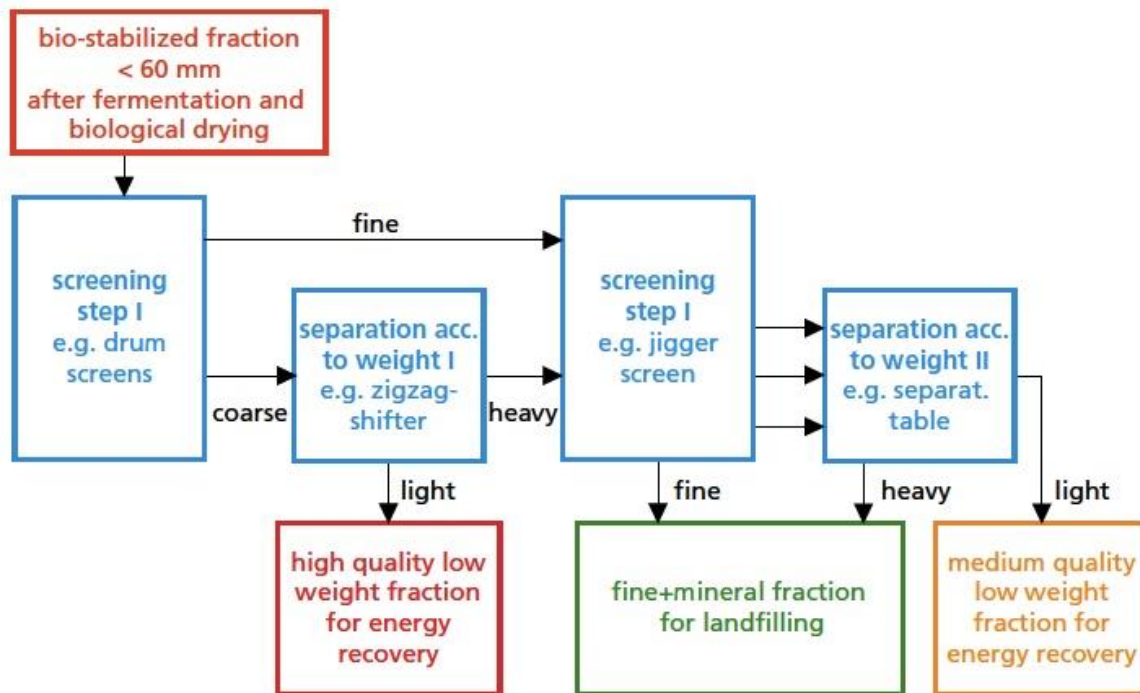 bio-stabilized fraction
< 60 mm
after fermentation and
biological drying
fine
screening
step I
e.g. drum
screens
coarse
separation acc.
to weight I
e.g. zigzag-
shifter
heavy
screening
step I
e.g. jigger
screen
separation acc.
to weight II
e.g. separat.
table
light
fine
heavy
light
high quality low
weight fraction
for energy
recovery
fine+mineral fraction
for landfilling
medium quality
low weight
fraction for
energy recovery